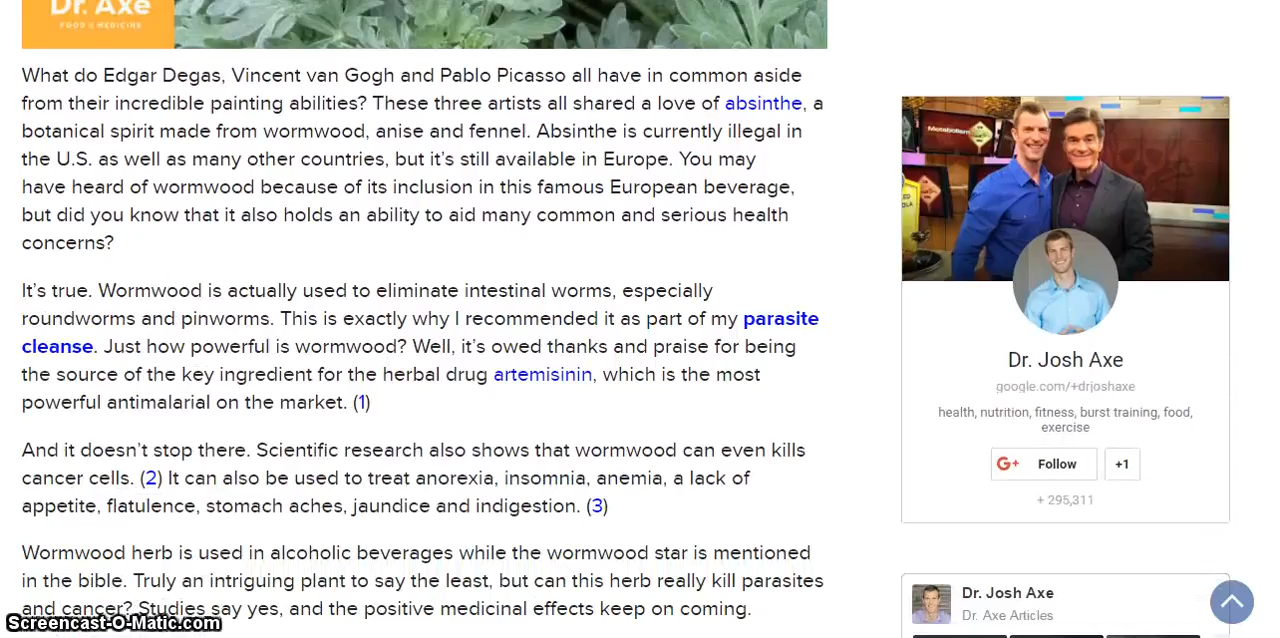 Dr. Axe
FOOD IS MEDICINE
What do Edgar Degas, Vincent van Gogh and Pablo Picasso all have in common aside
from their incredible painting abilities? These three artists all shared a love of absinthe, a
botanical spirit made from wormwood, anise and fennel. Absinthe is currently illegal in
the U.S. as well as many other countries, but it’s still available in Europe. You may
have heard of wormwood because of its inclusion in this famous European beverage,
but did you know that it also holds an ability to aid many common and serious health
concerns?
It’s true. Wormwood is actually used to eliminate intestinal worms, especially
roundworms and pinworms. This is exactly why I recommended it as part of my parasite
cleanse. Just how powerful is wormwood? Well, it’s owed thanks and praise for being
the source of the key ingredient for the herbal drug artemisinin, which is the most
powerful antimalarial on the market. (1)
And it doesn’t stop there. Scientific research also shows that wormwood can even kills
cancer cells. (2) It can also be used to treat anorexia, insomnia, anemia, a lack of
appetite, flatulence, stomach aches, jaundice and indigestion. (3)
Wormwood herb is used in alcoholic beverages while the wormwood star is mentioned
in the bible. Truly an intriguing plant to say the least, but can this herb really kill parasites
and cancer? Studies say yes, and the positive medicinal effects keep on coming.
Screencast-O-Matic.com
Metabolism
Dr. Josh Axe
google.com/+drjoshaxe
health, nutrition, fitness, burst training, food,
exercise
G+ Follow +1
+ 295,311
Dr. Josh Axe
Dr. Axe Articles